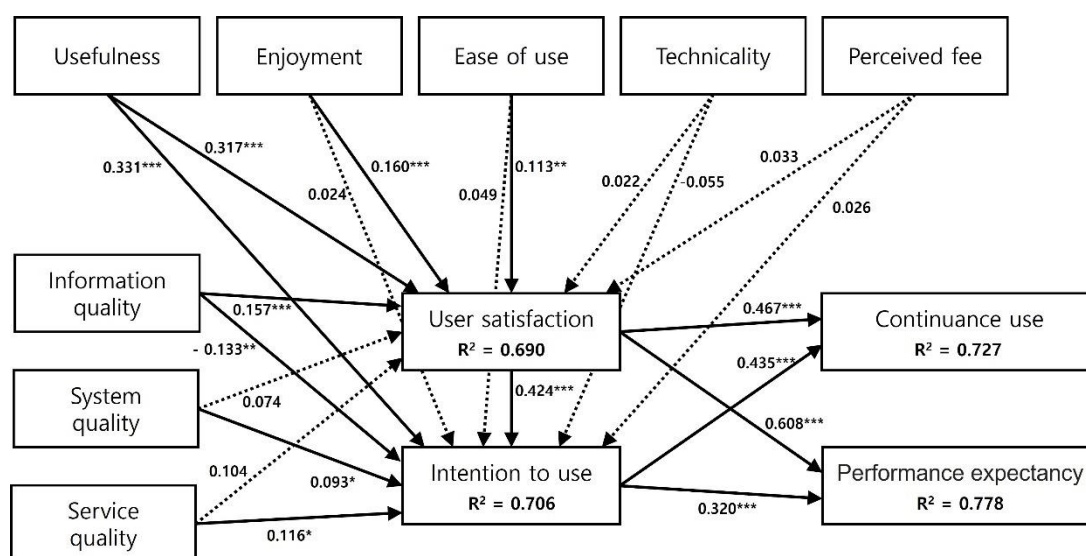 Usefulness
Enjoyment
Ease of use
Technicality
Perceived fee
0.317***
0.331***
0.160***
0.024
0.113**
0.049
0.022
-0.055
0.033
0.026
Information
quality
0.157***
- 0.133**
User satisfaction
R² = 0.690
0.467***
Continuance use
R² = 0.727
0.435***
System
quality
0.074
0.424***
0.608***
0.104
0.093*
Intention to use
R² = 0.706
Performance expectancy
R² = 0.778
0.320***
Service
quality
0.116*